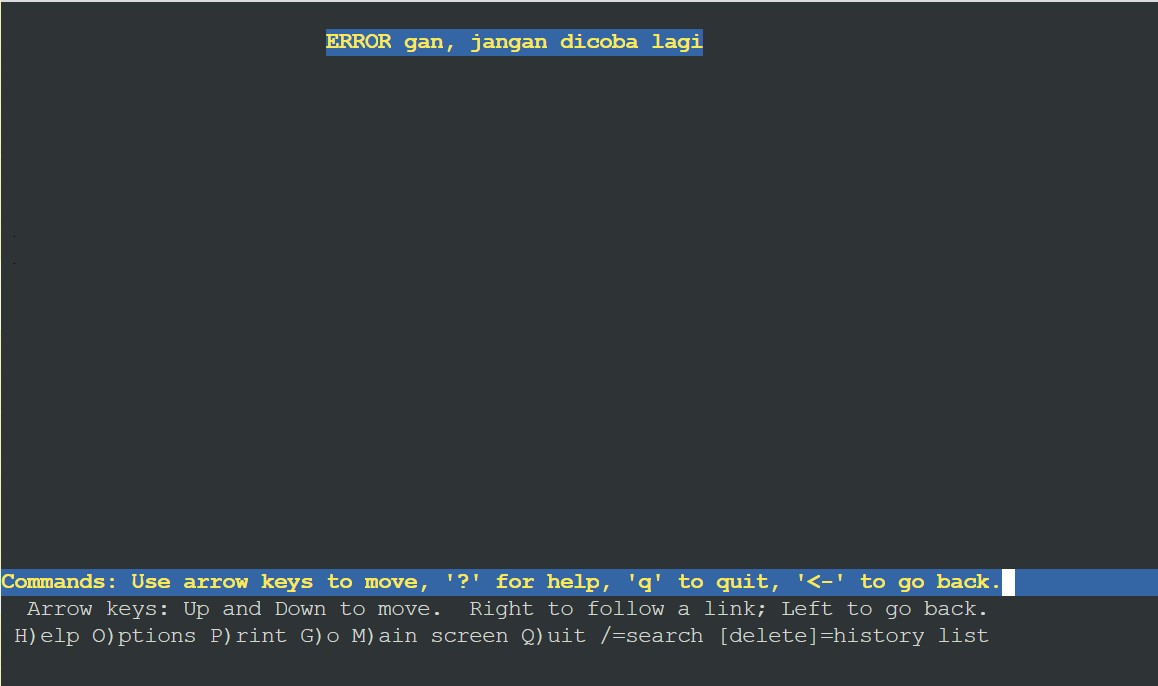 ERROR gan, jangan dicoba lagi
Commands: Use arrow keys to move, '?' for help, 'q' to quit, '<-' to go back.
Arrow keys: Up and Down to move.  Right to follow a link; Left to go back.
H)elp O)ptions P)rint G)o M)ain screen Q)uit /=search [delete]=history list